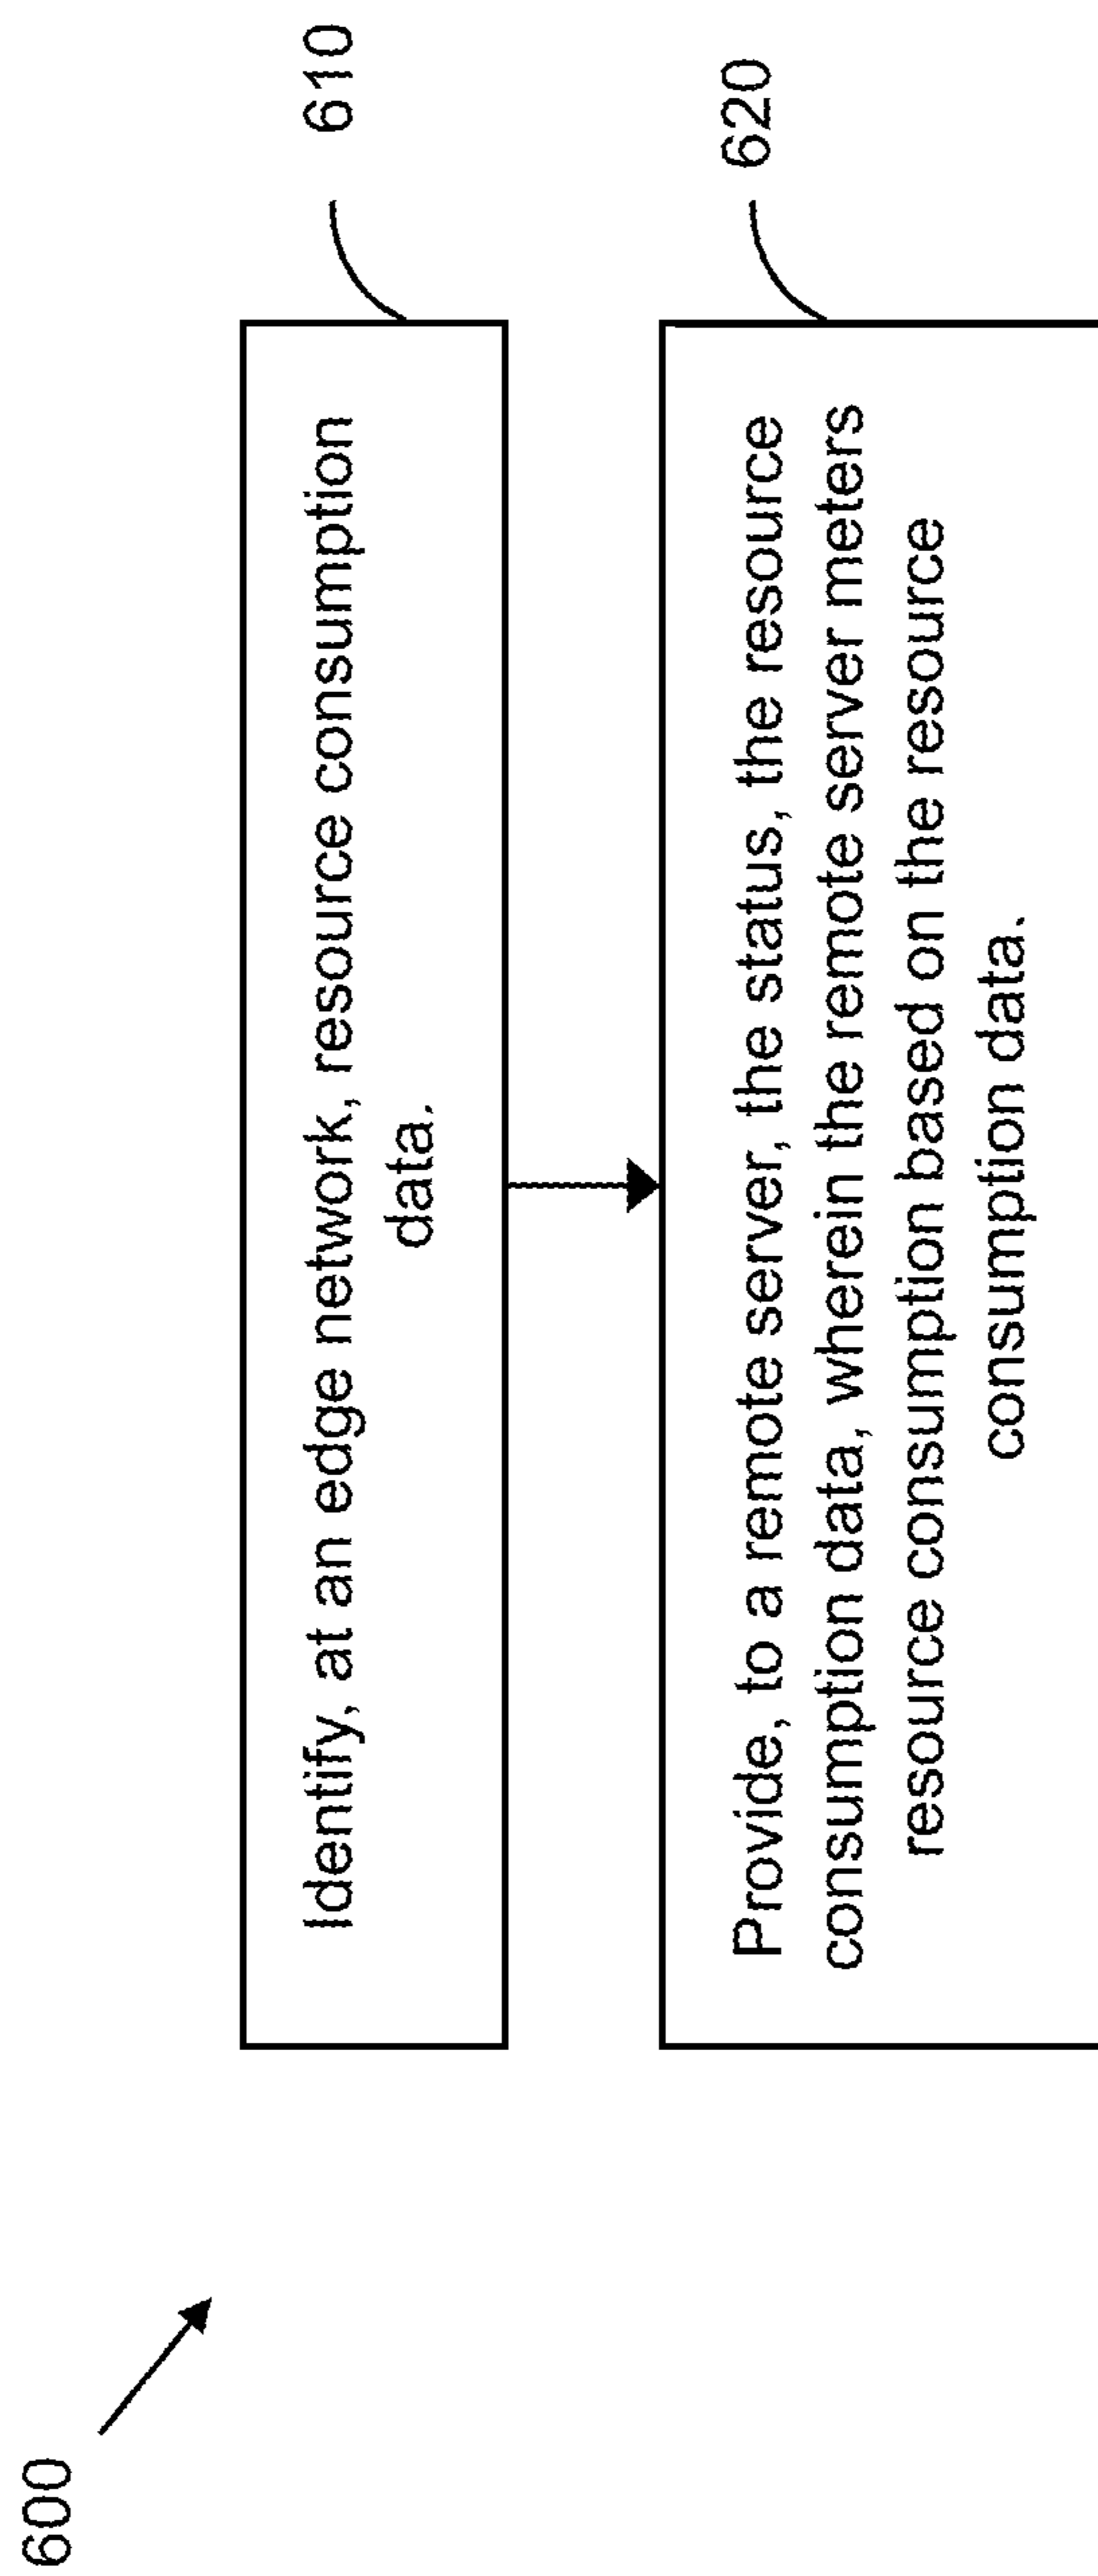 600
610
Identify, at an edge network, resource consumption
data.
620
Provide, to a remote server, the status, the resource
consumption data, wherein the remote server meters
resource consumption based on the resource
consumption data.